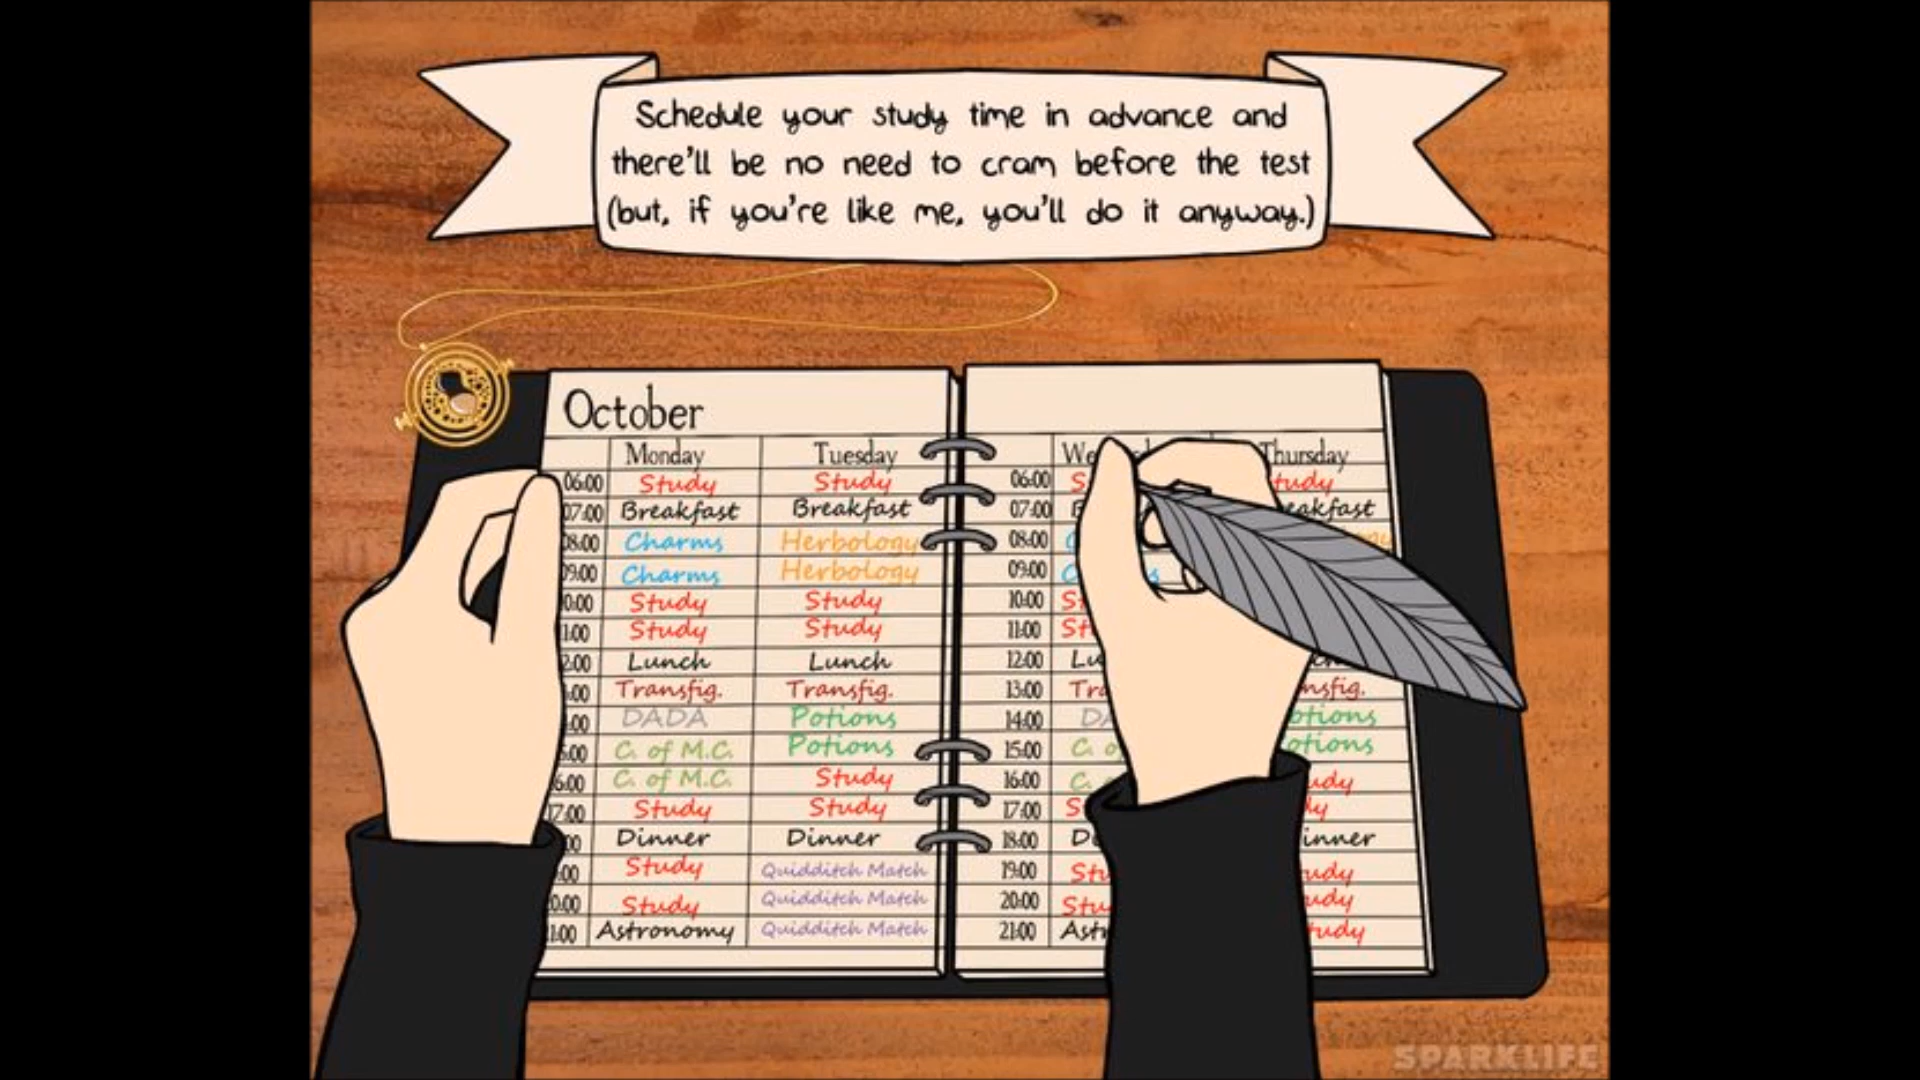 Schedule your study time in advance and
there'll be no need to cram before the test
(but, if you're like me, you'll do it anyway.)
October
Monday Tuesday Thursday
06:00 Study Study 06:00
07:00 Breakfast Breakfast 07:00
08:00 Charms Herbology 08:00
09:00 Charms Herbology 09:00
Study Study 10:00
Study Study 11:00
Lunch Lunch 12:00
Transfig. Transfig. 13:00
DADA Potions 14:00
C. of M.C. Potions 15:00
C. of M.C. Study 16:00
17:00 Study Study 17:00
Dinner Dinner 18:00
Study Quidditch Match 19:00
Study Quidditch Match 20:00
Astronomy Quidditch Match 21:00
SPARKLIFE